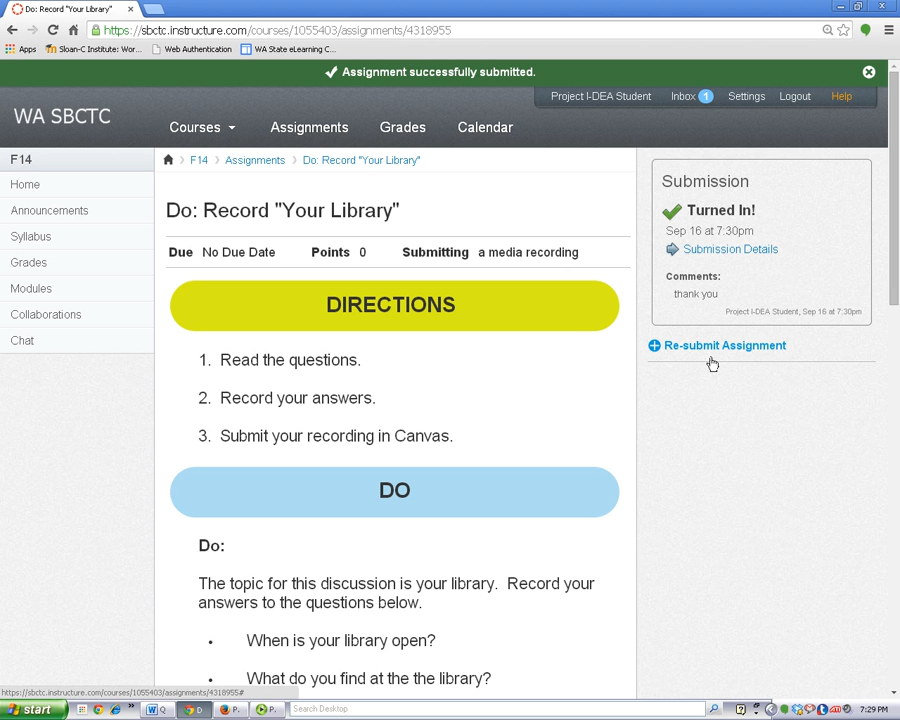 Do: Record "Your Library"
https://sbctc.instructure.com/courses/1055403/assignments/4318955
Apps Sloan-C Institute: Wor... Web Authentication WA State eLearning C...
Assignment successfully submitted.
Project I-DEA Student Inbox 1 Settings Logout Help
WA SBCTC
Courses Assignments Grades Calendar
F14
Home
Announcements
Syllabus
Grades
Modules
Collaborations
Chat
F14 Assignments Do: Record "Your Library"
Do: Record "Your Library"
Due No Due Date Points 0 Submitting a media recording
DIRECTIONS
1. Read the questions.
2. Record your answers.
3. Submit your recording in Canvas.
DO
Do:
The topic for this discussion is your library. Record your
answers to the questions below.
• When is your library open?
• What do you find at the the library?
Submission
Turned In!
Sep 16 at 7:30pm
Submission Details
Comments:
thank you
Project I-DEA Student, Sep 16 at 7:30pm
Re-submit Assignment
https://sbctc.instructure.com/courses/1055403/assignments/4318955#
start » Q D P. P. Search Desktop 7:29 PM